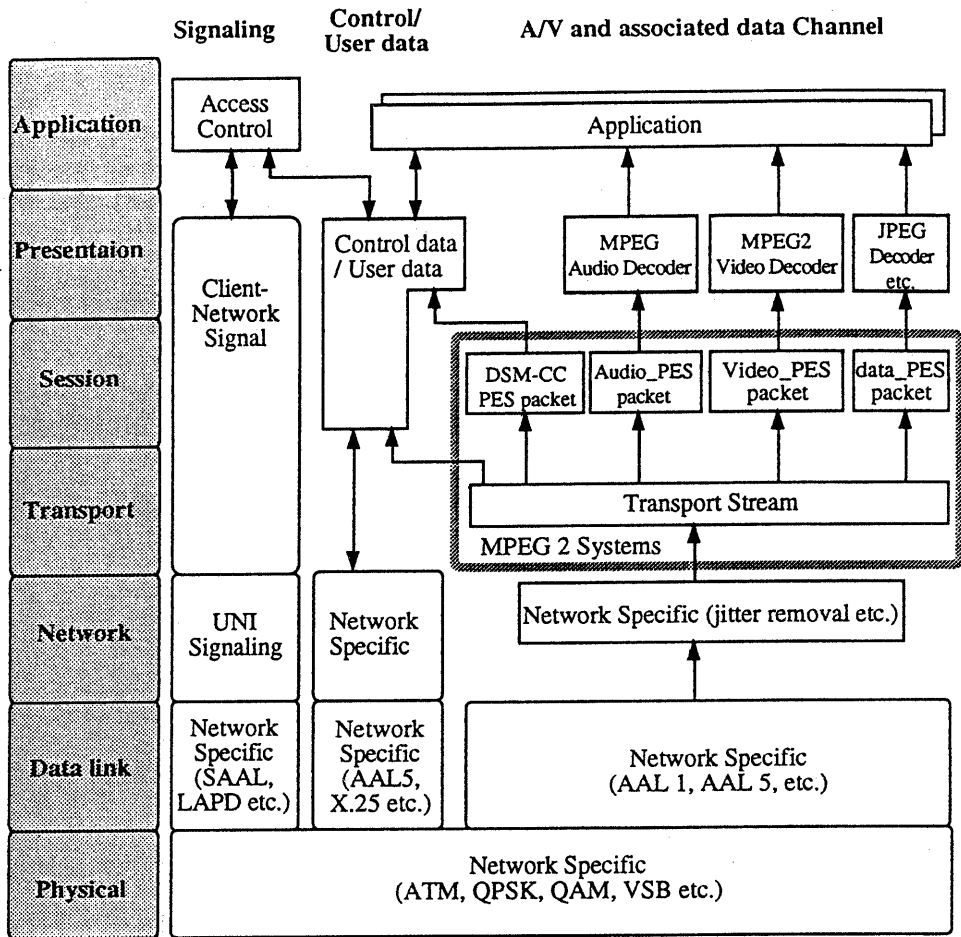 Signaling
Control/
User data
A/V and associated data Channel
Application
Access
Control
Application
Presentaion
Client-
Network
Signal
Control data
/ User data
MPEG
Audio Decoder
MPEG2
Video Decoder
JPEG
Decoder
etc.
Session
DSM-CC
PES packet
Audio_PES
packet
Video_PES
packet
data_PES
packet
Transport
Transport Stream
MPEG 2 Systems
Network
UNI
Signaling
Network
Specific
Network Specific (jitter removal etc.)
Data link
Network
Specific
(SAAL,
LAPD etc.)
Network
Specific
(AAL5,
X.25 etc.)
Network Specific
(AAL 1, AAL 5, etc.)
Physical
Network Specific
(ATM, QPSK, QAM, VSB etc.)